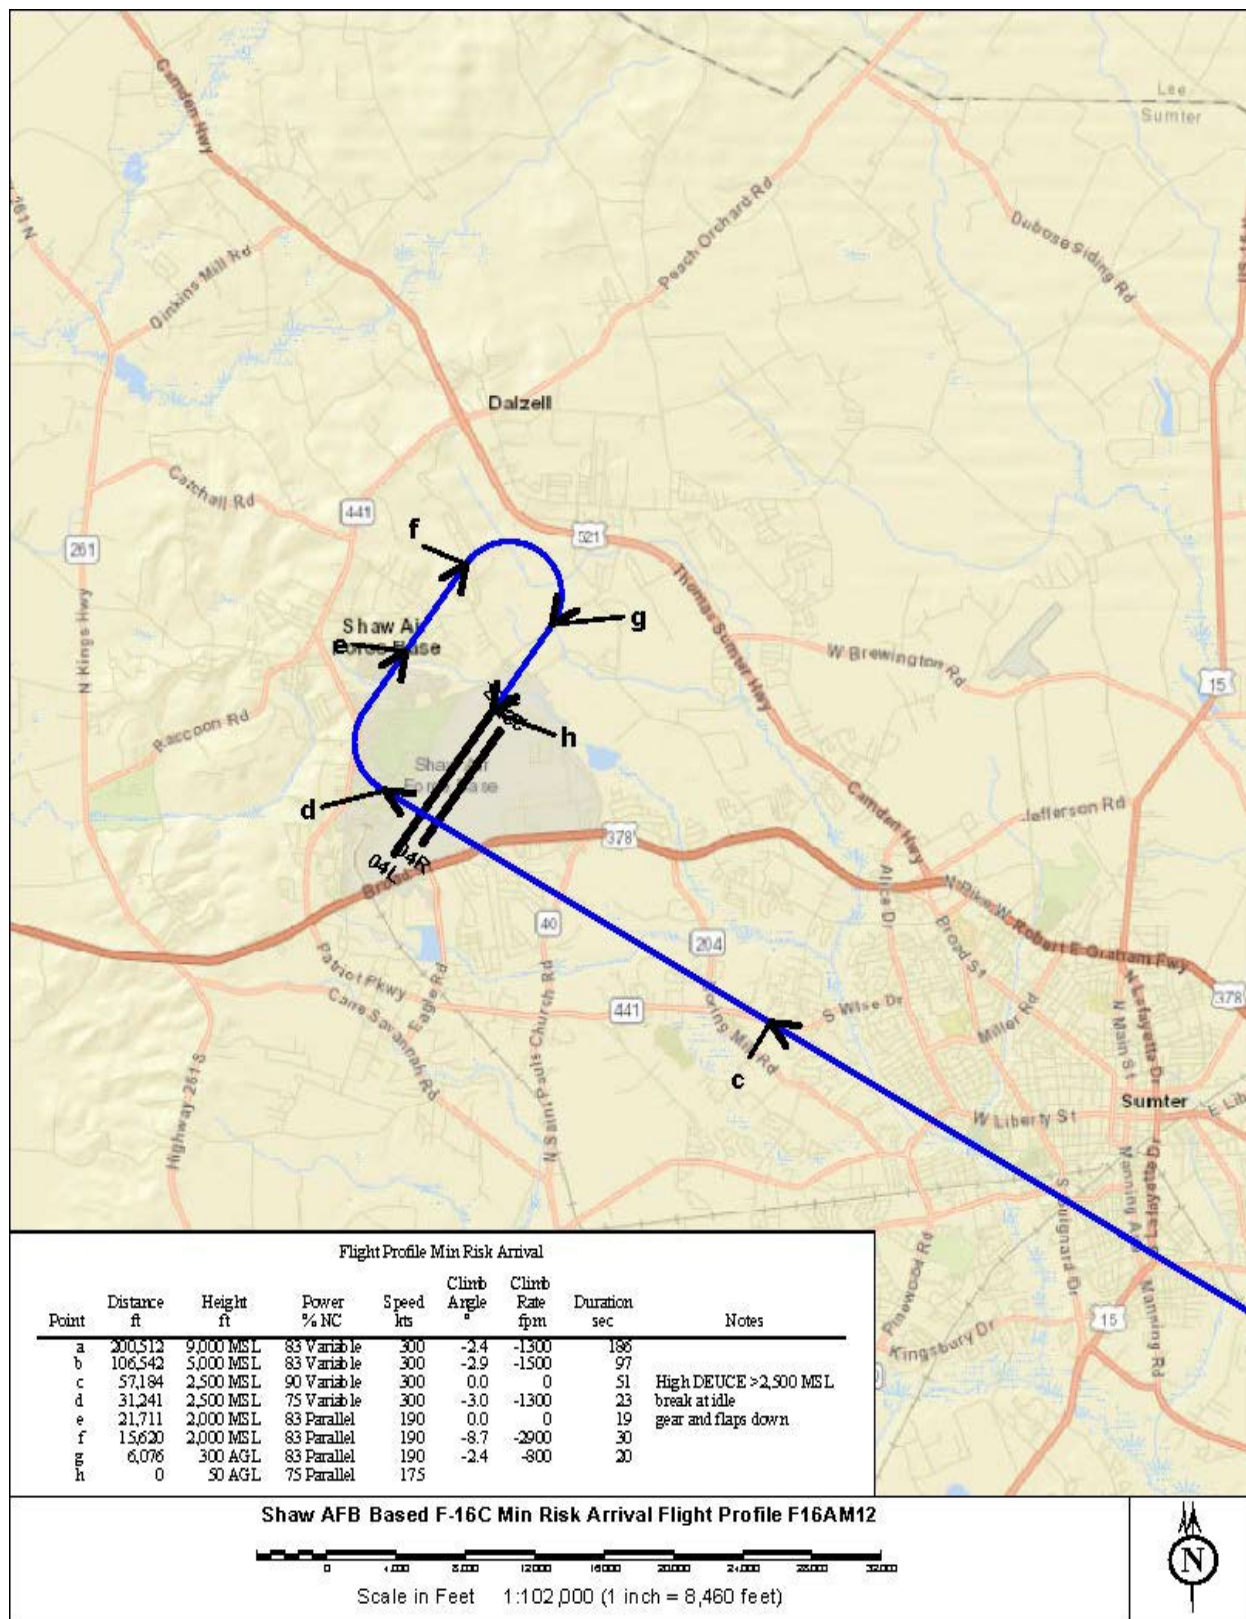 Lee
Sumter
Camden Hwy
261 N
Dinkins Mill Rd
Peach Orchard Rd
Dubose Siding Rd
Dalzell
Catchall Rd
441
f
521
261
Thomas Sumter Hwy
g
Shaw Air
Force Base
e
N Kings Hwy
W Brewington Rd
15
Raccoon Rd
h
Shaw Air
Force Base
d
Camden Hwy
Jefferson Rd
378
04L
04R
Broad
Alice Dr
N Pike W
Robert E Graham Fwy
40
204
Broad St
Patriot Pkwy
Eagle Rd
Carre Savannah Rd
N Saint Pauls Church Rd
441
S Wise Dr
Miller Rd
N Main St
N Lafayette Dr
378
Loring Mill Rd
c
Highway 261 S
Sumter
W Liberty St
E Lib
Manning Ave
S Lafayette Dr
S Guignard Dr
Pinewood Rd
15
Manning Rd
Kingsbury Dr
Flight Profile Min Risk Arrival
Point Distance ft Height ft Power % NC Speed kts Climb Angle ° Climb Rate fpm Duration sec Notes
a 200,512 9,000 MSL 83 Variable 300 -2.4 -1300 186
b 106,542 5,000 MSL 83 Variable 300 -2.9 -1500 97
c 57,184 2,500 MSL 90 Variable 300 0.0 0 51 High DEUCE >2,500 MSL
d 31,241 2,500 MSL 75 Variable 300 -3.0 -1300 23 break at idle
e 21,711 2,000 MSL 83 Parallel 190 0.0 0 19 gear and flaps down
f 15,620 2,000 MSL 83 Parallel 190 -8.7 -2900 30
g 6,076 300 AGL 83 Parallel 190 -2.4 -800 20
h 0 50 AGL 75 Parallel 175
Shaw AFB Based F-16C Min Risk Arrival Flight Profile F16AM12
0 4,000 8,000 12,000 16,000 20,000 24,000 28,000 32,000
Scale in Feet 1:102,000 (1 inch = 8,460 feet)
N